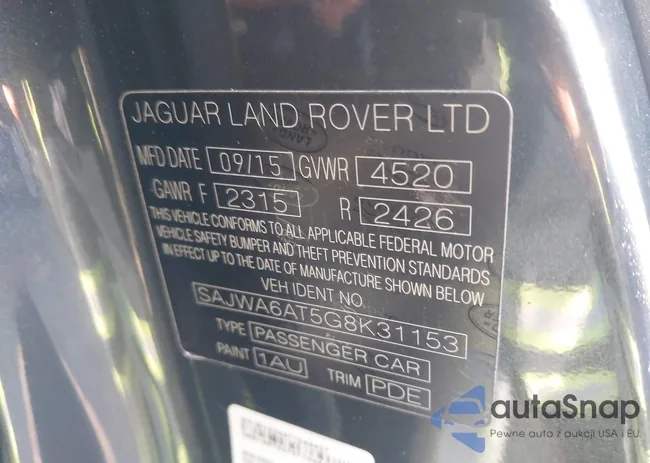 JAGUAR LAND ROVER LTD
MFD DATE 09/15 GVWR 4520
GAWR F 2315 R 2426
THIS VEHICLE CONFORMS TO ALL APPLICABLE FEDERAL MOTOR
VEHICLE SAFETY BUMPER AND THEFT PREVENTION STANDARDS
IN EFFECT UP TO THE DATE OF MANUFACTURE SHOWN BELOW
VEH IDENT NO.
SAJWA6AT5G8K31153
TYPE PASSENGER CAR
PAINT 1AU TRIM PDE
autaSnap
Pewne auta z aukcji USA i EU.